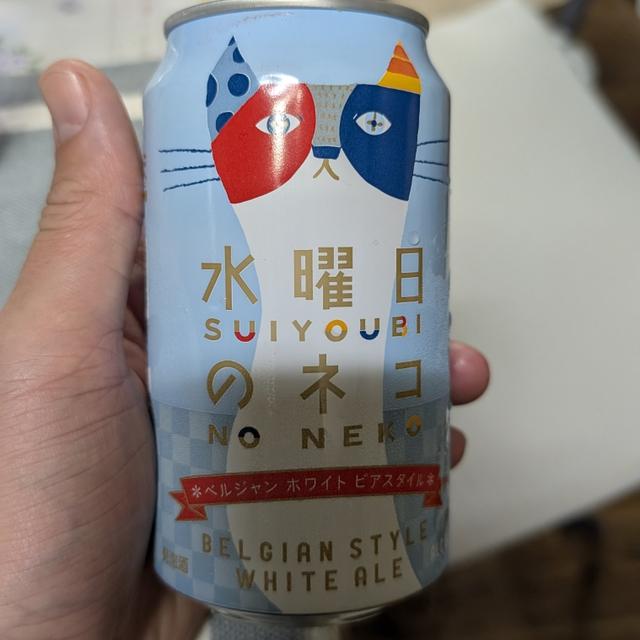 水曜日
SUIYOUBI
のネコ
NO NEKO
*ベルジャン ホワイト ビアスタイル*
BELGIAN STYLE
WHITE ALE